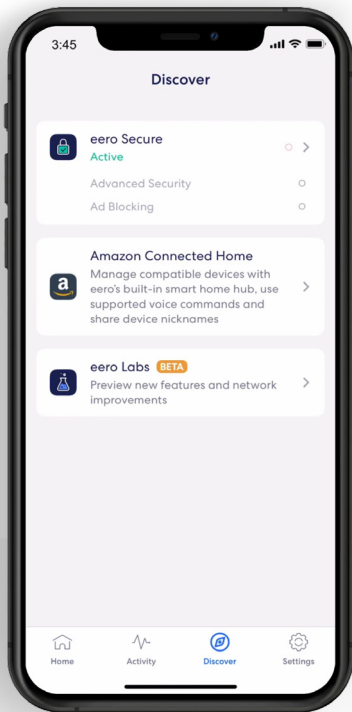 3:45
Discover
eero Secure
Active
Advanced Security
Ad Blocking
Amazon Connected Home
Manage compatible devices with
eero's built-in smart home hub, use
supported voice commands and
share device nicknames
eero Labs BETA
Preview new features and network
improvements
Home Activity Discover Settings